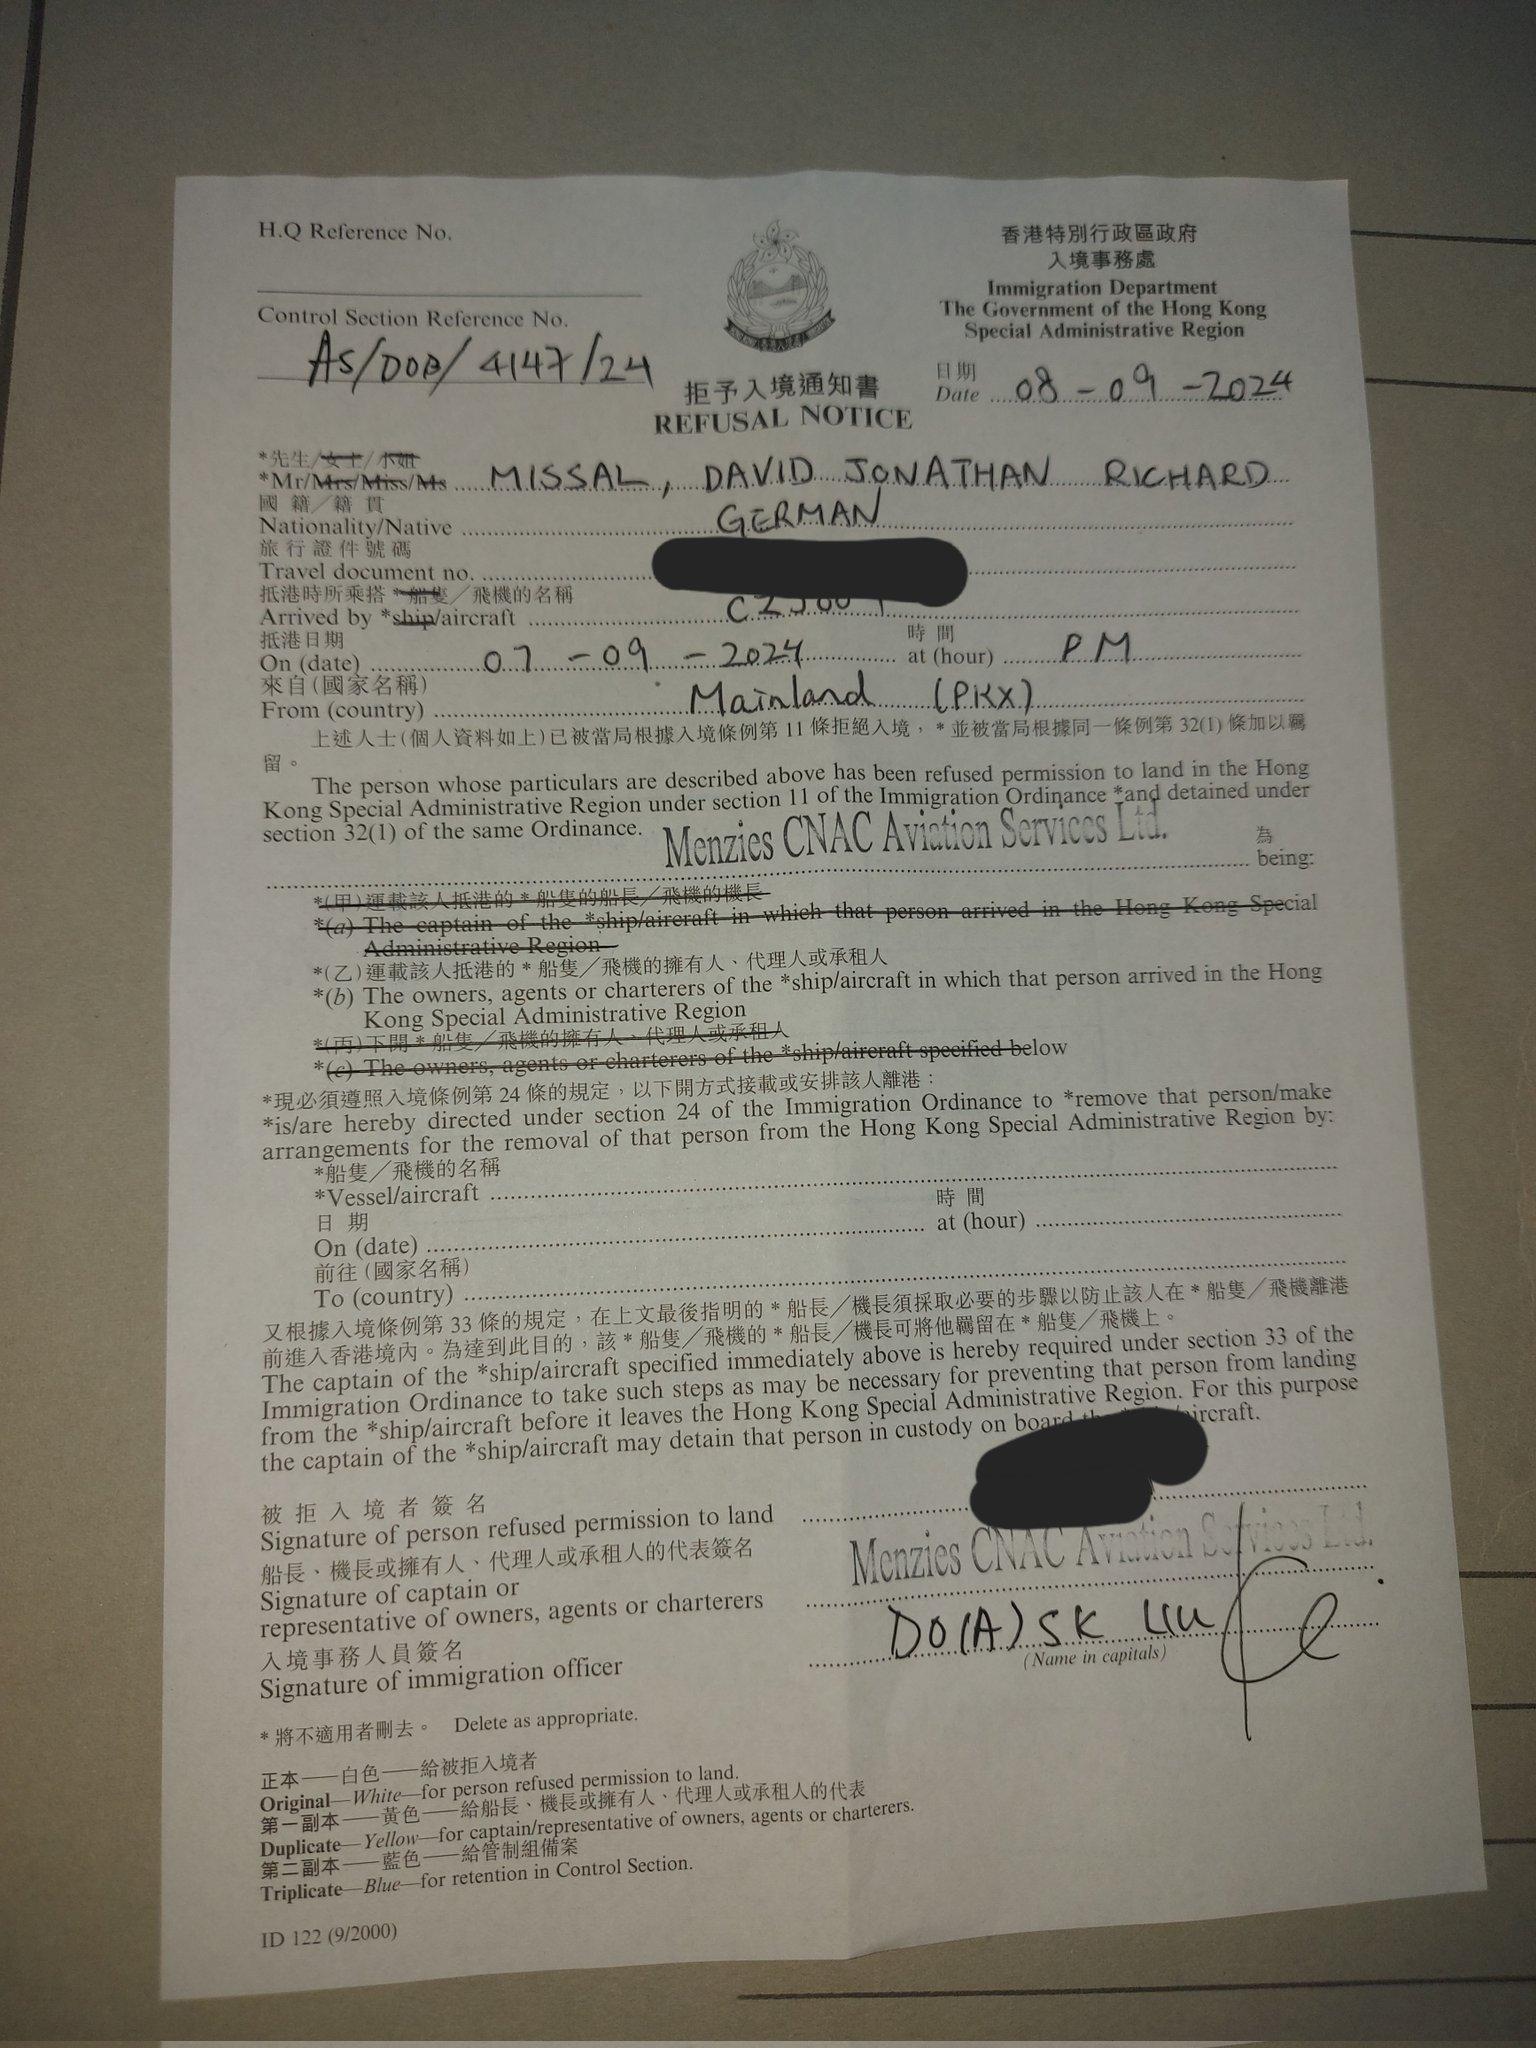 H.Q Reference No.
Control Section Reference No.
AS/DOB/4147/24
香港特別行政區政府
入境事務處
Immigration Department
The Government of the Hong Kong
Special Administrative Region
拒予入境通知書
REFUSAL NOTICE
日期
Date 08-09-2024
*先生/女士/小姐
*Mr/Mrs/Miss/Ms MISSAL, DAVID JONATHAN RICHARD
國籍/籍貫
Nationality/Native GERMAN
旅行證件號碼
Travel document no.
抵港時所乘搭*船隻/飛機的名稱
Arrived by *ship/aircraft
抵港日期 時間
On (date) 07-09-2024 at (hour) PM
來自(國家名稱)
From (country) Mainland (PKX)
上述人士(個人資料如上)已被當局根據入境條例第11條拒絕入境,*並被當局根據同一條例第32(1)條加以羈
留。
The person whose particulars are described above has been refused permission to land in the Hong
Kong Special Administrative Region under section 11 of the Immigration Ordinance *and detained under
section 32(1) of the same Ordinance.
Menzies CNAC Aviation Services Ltd. 為
being:
*(甲)運載該人抵港的*船隻的船長/飛機的機長
*(a) The captain of the *ship/aircraft in which that person arrived in the Hong Kong Special
Administrative Region
*(乙)運載該人抵港的*船隻/飛機的擁有人、代理人或承租人
*(b) The owners, agents or charterers of the *ship/aircraft in which that person arrived in the Hong
Kong Special Administrative Region
*(丙)下開*船隻/飛機的擁有人、代理人或承租人
*(c) The owners, agents or charterers of the *ship/aircraft specified below
*現必須遵照入境條例第24條的規定,以下開方式接載或安排該人離港:
*is/are hereby directed under section 24 of the Immigration Ordinance to *remove that person/make
arrangements for the removal of that person from the Hong Kong Special Administrative Region by:
*船隻/飛機的名稱
*Vessel/aircraft
日期 時間
On (date) at (hour)
前往(國家名稱)
To (country)
又根據入境條例第33條的規定,在上文最後指明的*船長/機長須採取必要的步驟以防止該人在*船隻/飛機離港
前進入香港境內。為達到此目的,該*船隻/飛機的*船長/機長可將他羈留在*船隻/飛機上。
The captain of the *ship/aircraft specified immediately above is hereby required under section 33 of the
Immigration Ordinance to take such steps as may be necessary for preventing that person from landing
from the *ship/aircraft before it leaves the Hong Kong Special Administrative Region. For this purpose
the captain of the *ship/aircraft may detain that person in custody on board aircraft.
被拒入境者簽名
Signature of person refused permission to land
船長、機長或擁有人、代理人或承租人的代表簽名
Menzies CNAC Aviation Services Ltd.
Signature of captain or
representative of owners, agents or charterers
入境事務人員簽名
DO(A) SK LIU
Signature of immigration officer
(Name in capitals)
*將不適用者刪去。 Delete as appropriate.
正本——白色——給被拒入境者
Original—White—for person refused permission to land.
第一副本——黃色——給船長、機長或擁有人、代理人或承租人的代表
Duplicate—Yellow—for captain/representative of owners, agents or charterers.
第二副本——藍色——給管制組備案
Triplicate—Blue—for retention in Control Section.
ID 122 (9/2000)